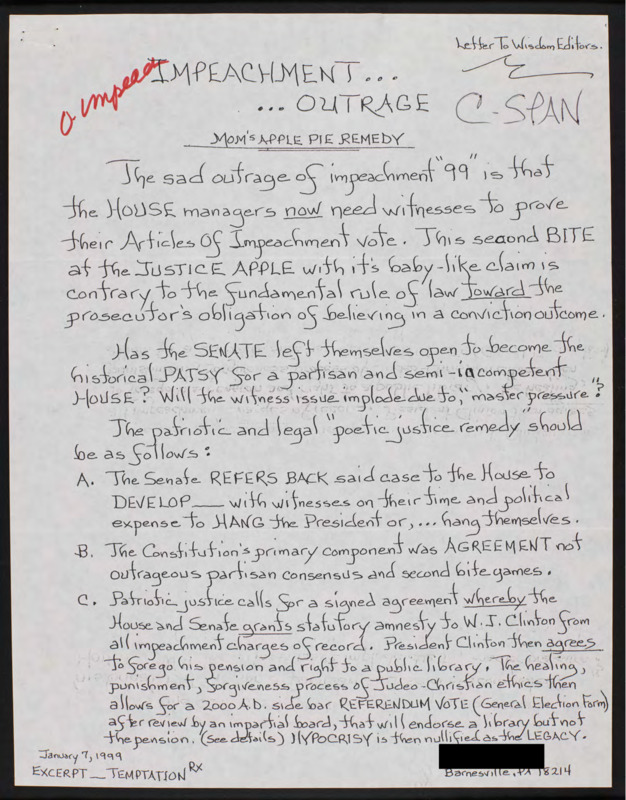 Letter To Wisdom Editors.
O Impeach
IMPEACHMENT...
... OUTRAGE
C-SPAN
MOM'S APPLE PIE REMEDY
The sad outrage of impeachment "99" is that
the HOUSE managers now need witnesses to prove
their Articles Of Impeachment vote. This second BITE
at the JUSTICE APPLE with it's baby-like claim is
contrary to the fundamental rule of law toward the
prosecutor's obligation of believing in a conviction outcome.
Has the SENATE left themselves open to become the
historical PATSY for a partisan and semi-incompetent
HOUSE? Will the witness issue implode due to, "master pressure"?
The patriotic and legal "poetic justice remedy" should
be as follows:
A. The Senate REFERS BACK said case to the House to
DEVELOP — with witnesses on their time and political
expense to HANG the President or,... hang themselves.
B. The Constitution's primary component was AGREEMENT not
outrageous partisan consensus and second bite games.
C. Patriotic justice calls for a signed agreement whereby the
House and Senate grants statutory amnesty to W. J. Clinton from
all impeachment charges of record. President Clinton then agrees
to forego his pension and right to a public library. The healing,
punishment, forgiveness process of Judeo-Christian ethics then
allows for a 2000 A.D. side bar REFERENDUM VOTE (General Election Form)
after review by an impartial board, that will endorse a library but not
the pension. (see details) HYPOCRISY is then nullified as the LEGACY.
January 7, 1999
EXCERPT — TEMPTATION Rx
Barnesville, PA 18214